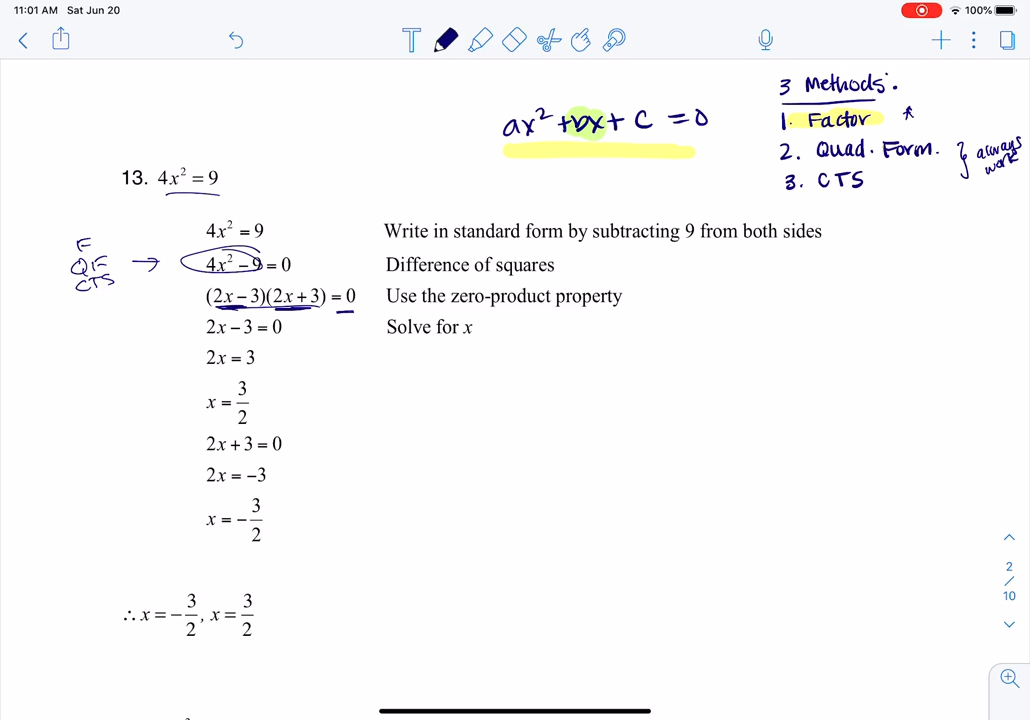 11:01 AM Sat Jun 20
100%
T
3 Methods:
ax² + bx + c = 0
1. Factor
2. Quad. Form. } always work
3. CTS
13. 4x² = 9
4x² = 9 Write in standard form by subtracting 9 from both sides
F
QF → 4x² − 9 = 0 Difference of squares
CTS
(2x − 3)(2x + 3) = 0 Use the zero-product property
2x − 3 = 0 Solve for x
2x = 3
x = 3/2
2x + 3 = 0
2x = −3
x = −3/2
2
/
10
∴ x = −3/2, x = 3/2